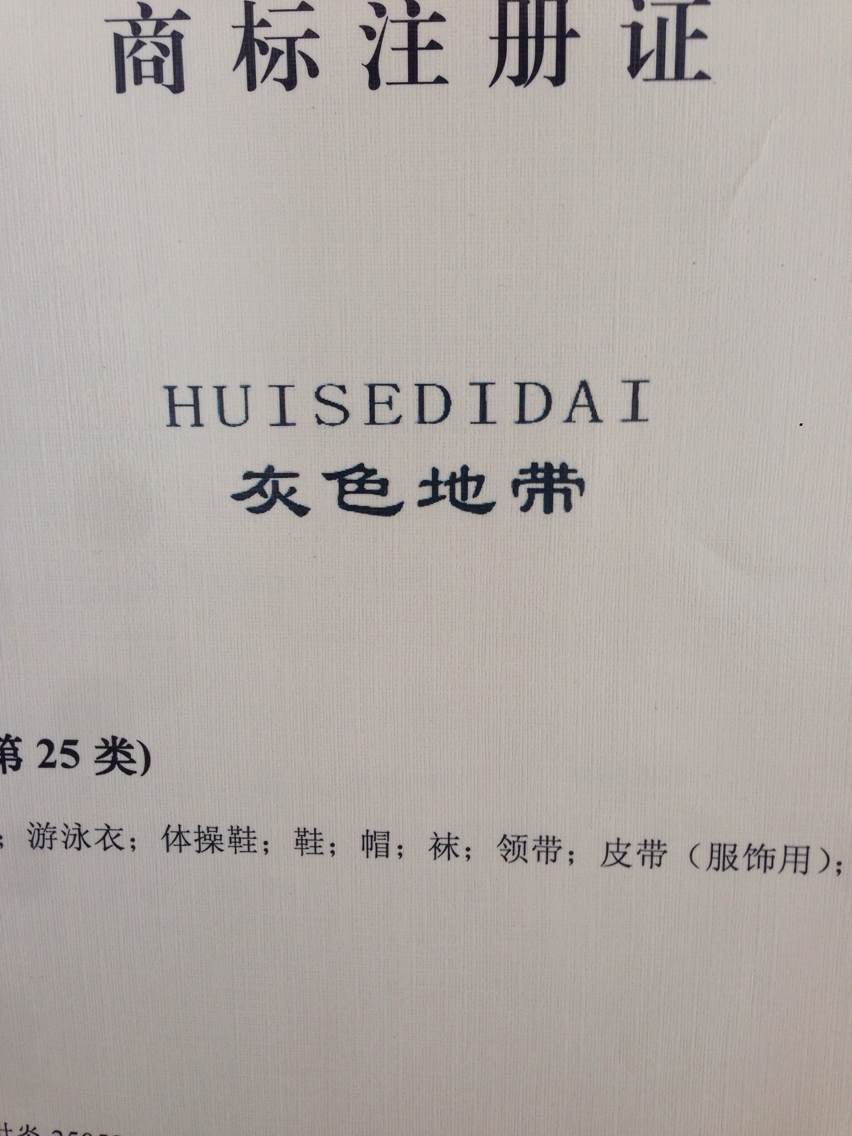 商标注册证
HUISEDIDAI
灰色地带
第 25 类)
；游泳衣；体操鞋；鞋；帽；袜；领带；皮带（服饰用）；